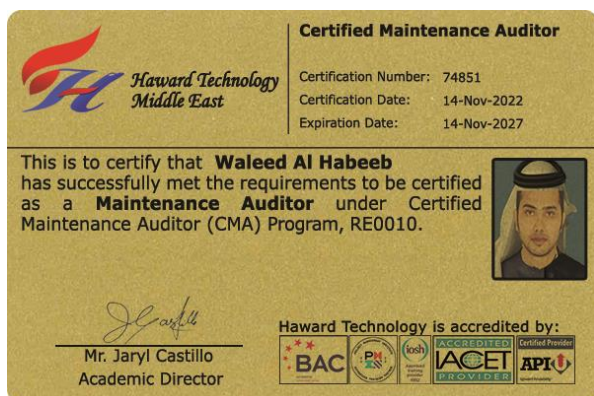 Haward Technology
Middle East
Certified Maintenance Auditor
Certification Number: 74851
Certification Date: 14-Nov-2022
Expiration Date: 14-Nov-2027
This is to certify that Waleed Al Habeeb
has successfully met the requirements to be certified
as a Maintenance Auditor under Certified
Maintenance Auditor (CMA) Program, RE0010.
Mr. Jaryl Castillo
Academic Director
Haward Technology is accredited by:
BAC
iosh
ACCREDITED
IACET
PROVIDER
Certified Provider
API